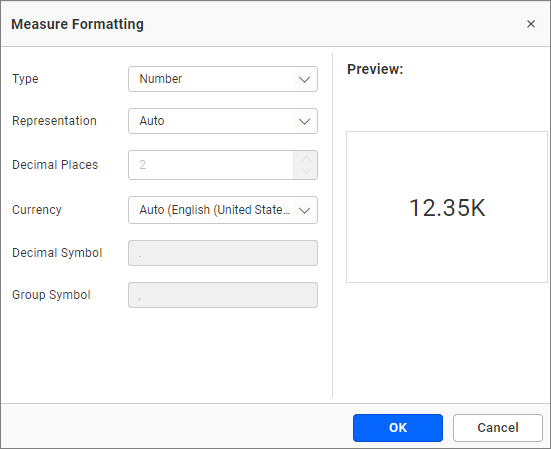 Measure Formatting
×
Type
Number
Preview:
Representation
Auto
Decimal Places
2
12.35K
Currency
Auto (English (United State...
Decimal Symbol
.
Group Symbol
,
OK
Cancel